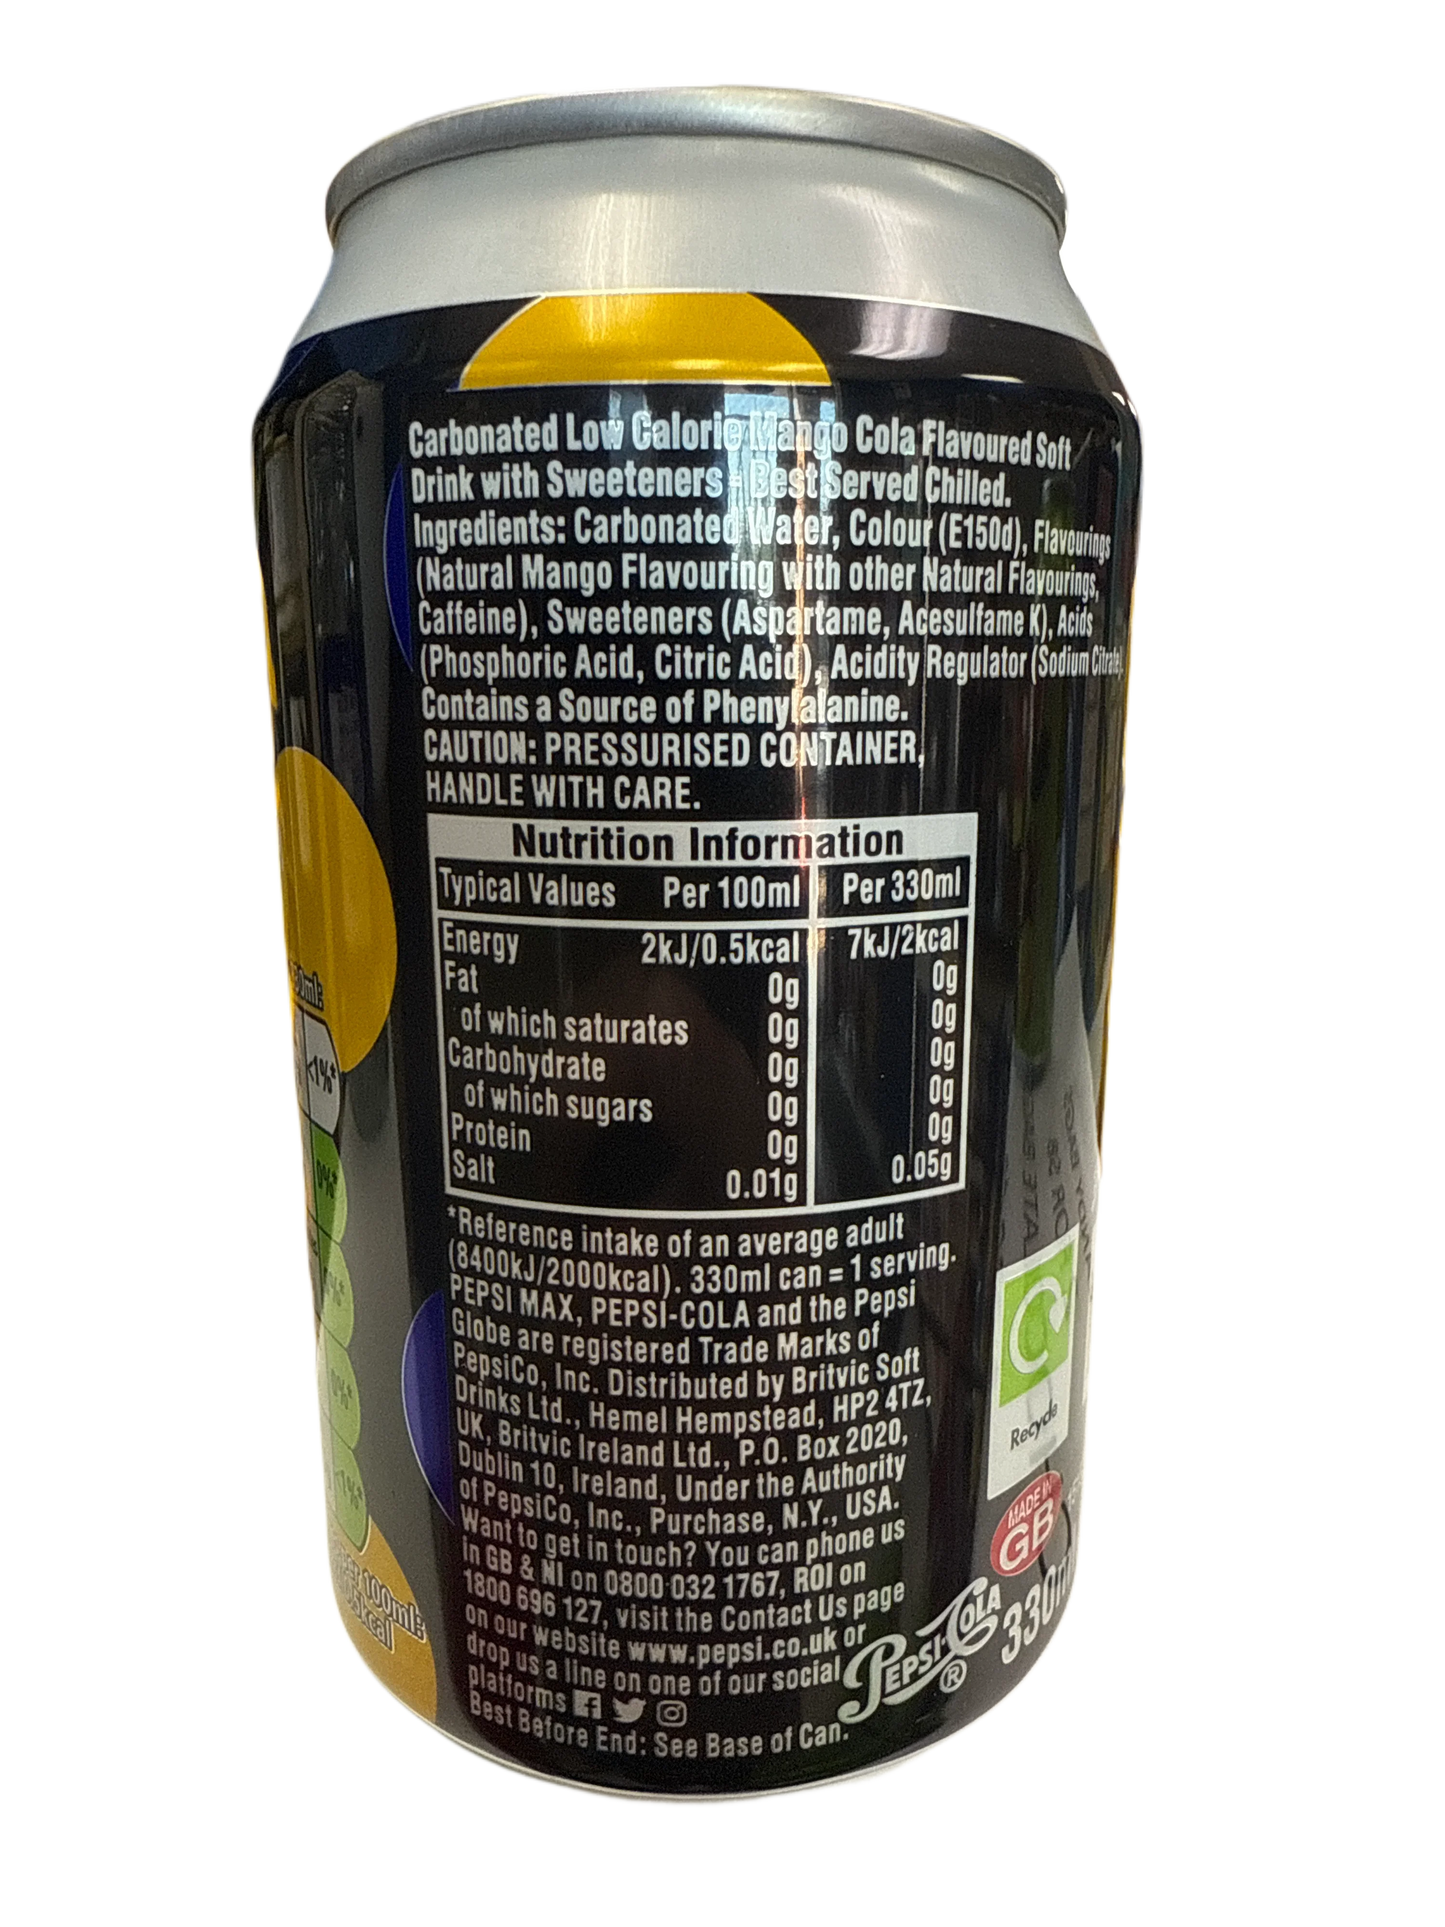 Carbonated Low Calorie Mango Cola Flavoured Soft
Drink with Sweeteners - Best Served Chilled.
Ingredients: Carbonated Water, Colour (E150d), Flavourings
(Natural Mango Flavouring with other Natural Flavourings,
Caffeine), Sweeteners (Aspartame, Acesulfame K), Acids
(Phosphoric Acid, Citric Acid), Acidity Regulator (Sodium Citrate).
Contains a Source of Phenylalanine.
CAUTION: PRESSURISED CONTAINER,
HANDLE WITH CARE.
Nutrition Information
Typical Values Per 100ml Per 330ml
Energy 2kJ/0.5kcal 7kJ/2kcal
Fat 0g 0g
of which saturates 0g 0g
Carbohydrate 0g 0g
of which sugars 0g 0g
Protein 0g 0g
Salt 0.01g 0.05g
*Reference intake of an average adult
(8400kJ/2000kcal). 330ml can = 1 serving.
PEPSI MAX, PEPSI-COLA and the Pepsi
Globe are registered Trade Marks of
PepsiCo, Inc. Distributed by Britvic Soft
Drinks Ltd., Hemel Hempstead, HP2 4TZ,
UK, Britvic Ireland Ltd., P.O. Box 2020,
Dublin 10, Ireland, Under the Authority
of PepsiCo, Inc., Purchase, N.Y., USA.
Want to get in touch? You can phone us
in GB & NI on 0800 032 1767, ROI on
1800 696 127, visit the Contact Us page
on our website www.pepsi.co.uk or
drop us a line on one of our social
platforms
Best Before End: See Base of Can.
<1%*
0%*
0%*
0%*
<1%*
100ml:
Recycle
MADE IN
GB
PEPSI-COLA ®